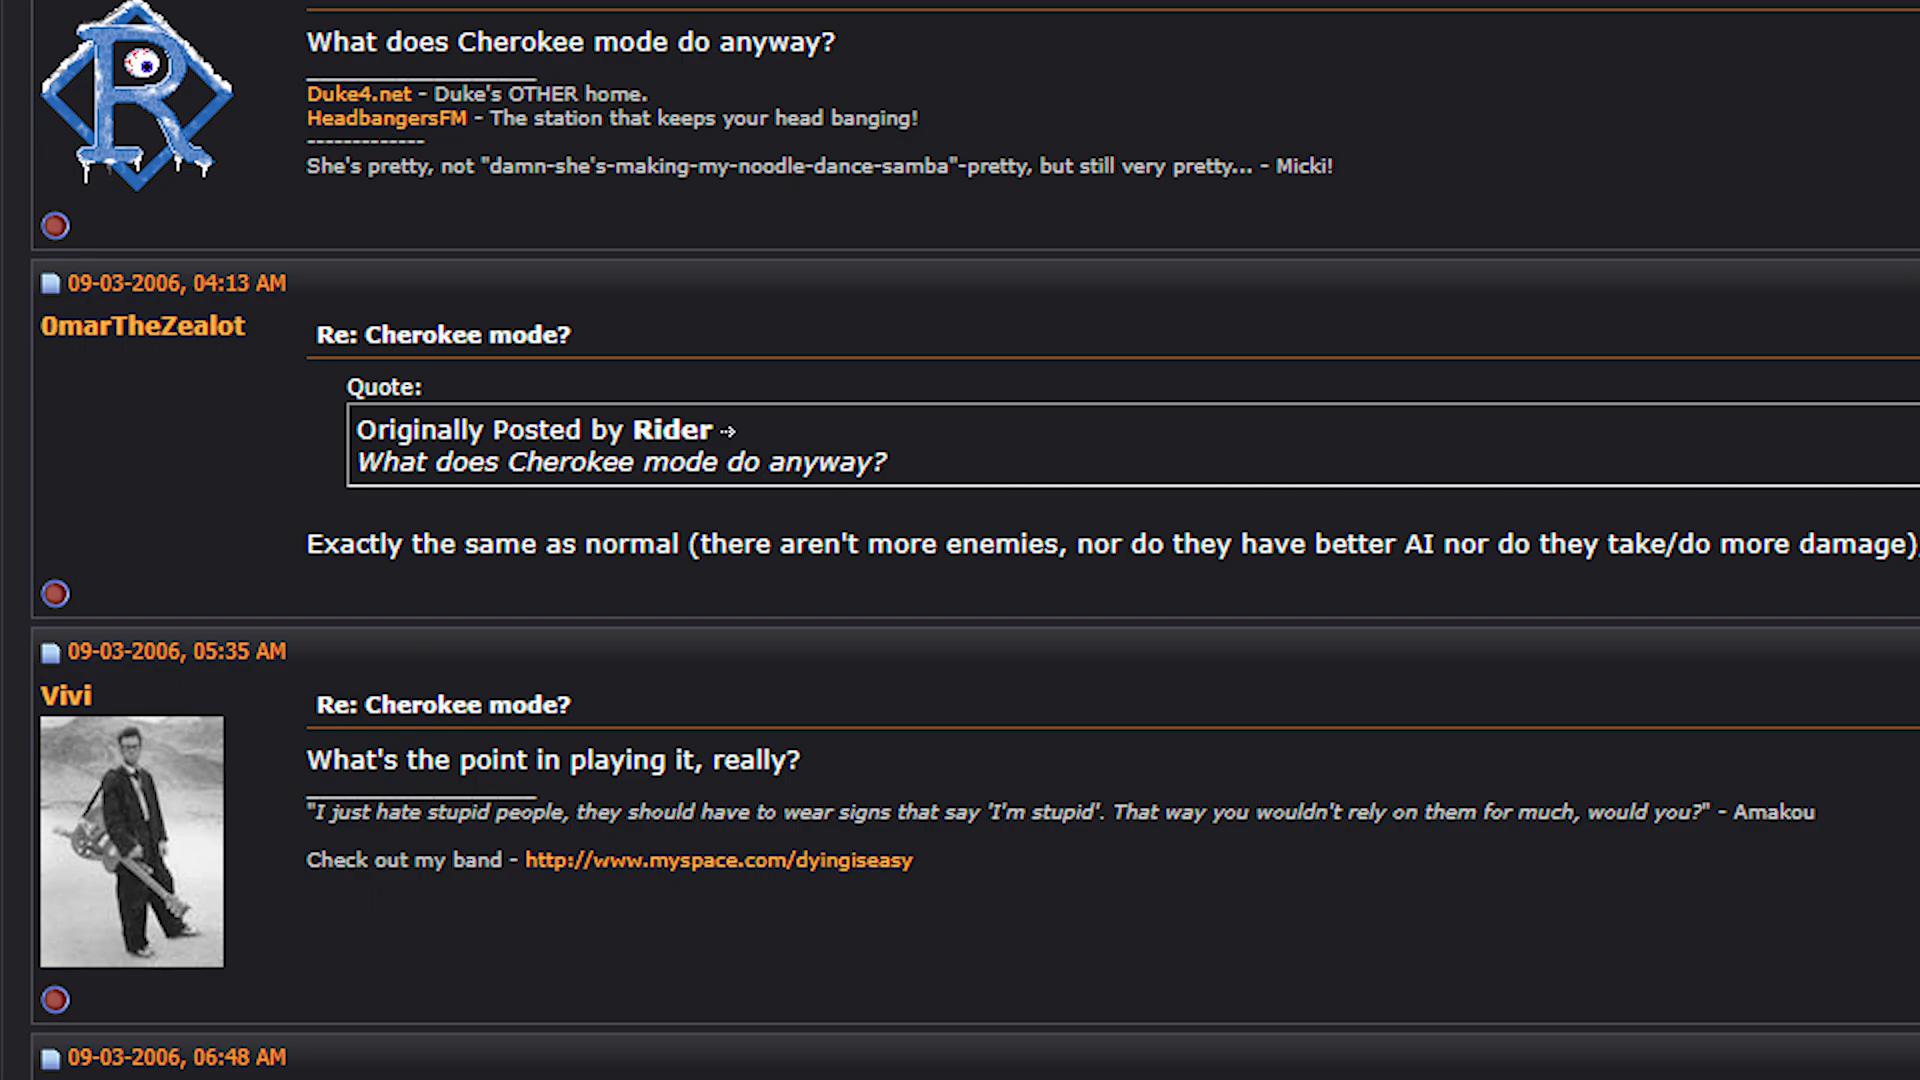 What does Cherokee mode do anyway?
Duke4.net - Duke's OTHER home.
HeadbangersFM - The station that keeps your head banging!
-------------
She's pretty, not "damn-she's-making-my-noodle-dance-samba"-pretty, but still very pretty... - Micki!
09-03-2006, 04:13 AM
0marTheZealot
Re: Cherokee mode?
Quote:
Originally Posted by Rider
What does Cherokee mode do anyway?
Exactly the same as normal (there aren't more enemies, nor do they have better AI nor do they take/do more damage),
09-03-2006, 05:35 AM
Vivi
Re: Cherokee mode?
What's the point in playing it, really?
"I just hate stupid people, they should have to wear signs that say 'I'm stupid'. That way you wouldn't rely on them for much, would you?" - Amakou
Check out my band - http://www.myspace.com/dyingiseasy
09-03-2006, 06:48 AM